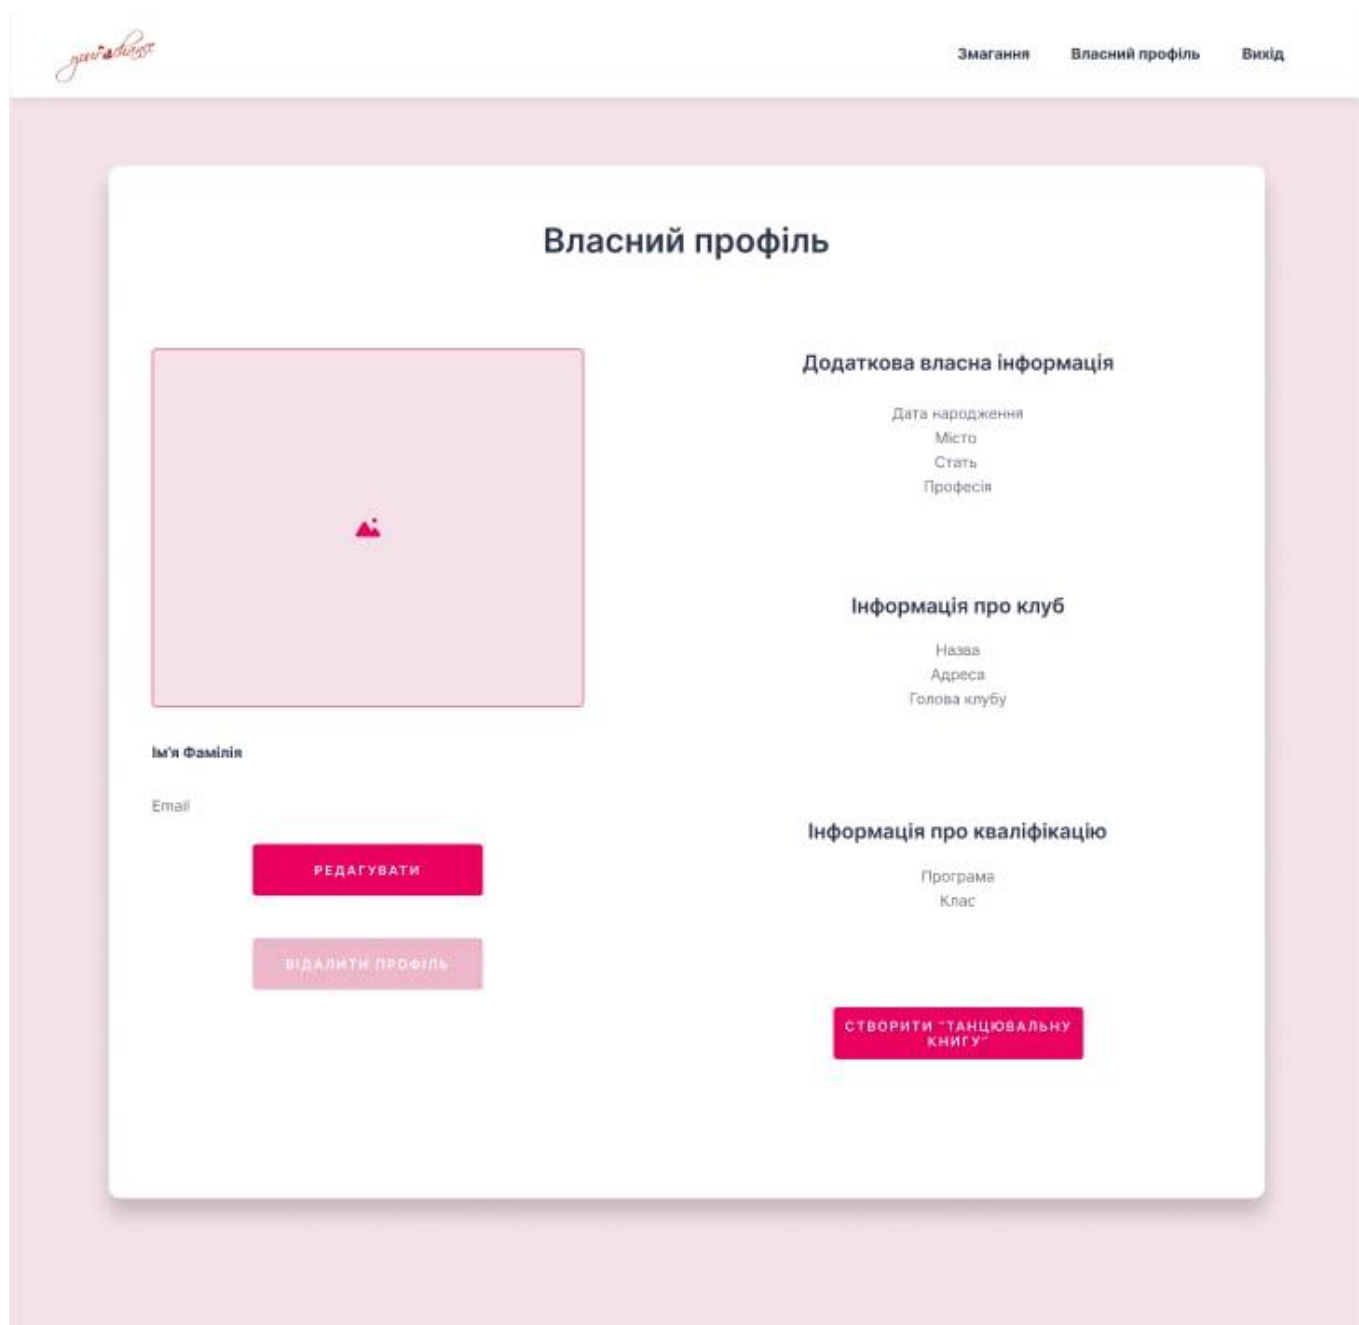 Змагання Власний профіль Вихід
Власний профіль
Ім'я Фамілія
Email
РЕДАГУВАТИ
ВІДАЛИТИ ПРОФІЛЬ
Додаткова власна інформація
Дата народження
Місто
Стать
Професія
Інформація про клуб
Назва
Адреса
Голова клубу
Інформація про кваліфікацію
Програма
Клас
СТВОРИТИ "ТАНЦЮВАЛЬНУ
КНИГУ"